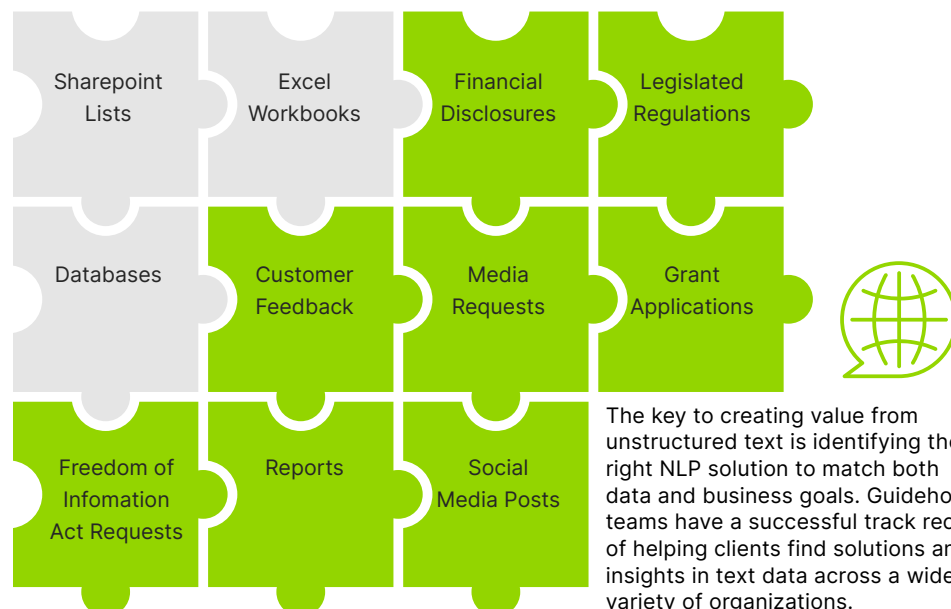 Sharepoint
Lists
Excel
Workbooks
Financial
Disclosures
Legislated
Regulations
Databases
Customer
Feedback
Media
Requests
Grant
Applications
Freedom of
Infomation
Act Requests
Reports
Social
Media Posts
The key to creating value from
unstructured text is identifying the
right NLP solution to match both
data and business goals.
teams have a successful track
of helping clients find solutions
insights in text data across a wide
variety of organizations.